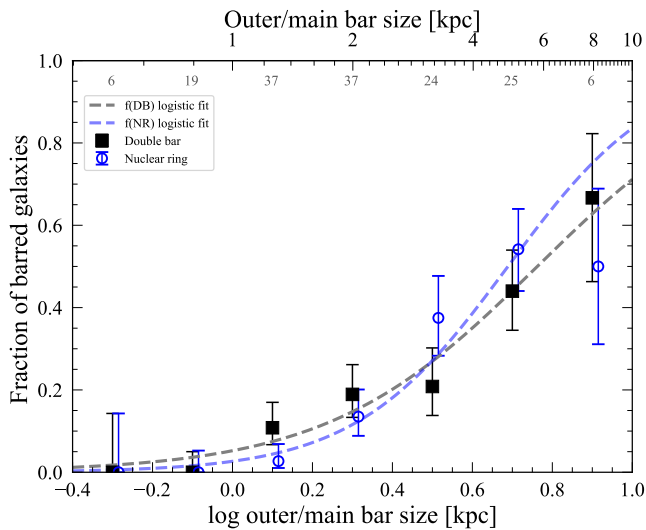 Outer/main bar size [kpc]
1 2 4 6 8 10
1.0
6 19 37 37 24 25 6
f(DB) logistic fit
f(NR) logistic fit
Double bar
Nuclear ring
0.8
0.6
0.4
0.2
0.0
Fraction of barred galaxies
−0.4 −0.2 0.0 0.2 0.4 0.6 0.8 1.0
log outer/main bar size [kpc]